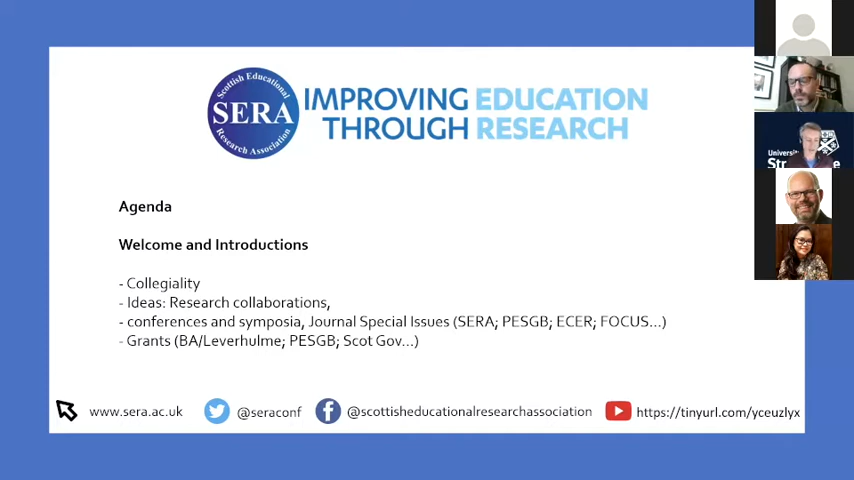 Scottish Educational
SERA
Research Association
IMPROVING EDUCATION
THROUGH RESEARCH
Agenda
Welcome and Introductions
- Collegiality
- Ideas: Research collaborations,
- conferences and symposia, Journal Special Issues (SERA; PESGB; ECER; FOCUS...)
- Grants (BA/Leverhulme; PESGB; Scot Gov...)
www.sera.ac.uk
@seraconf
@scottisheducationalresearchassociation
https://tinyurl.com/yceuzlyx